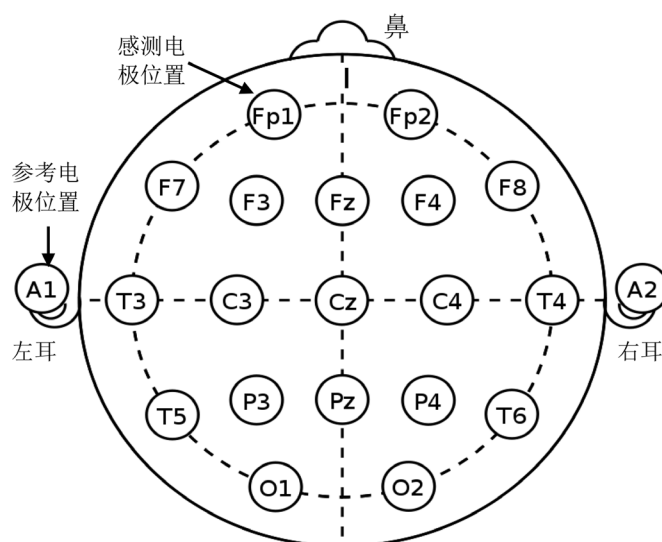 鼻
感测电
极位置
Fp1 Fp2
参考电
极位置
F7 F3 Fz F4 F8
A1 T3 C3 Cz C4 T4 A2
左耳 右耳
T5 P3 Pz P4 T6
O1 O2